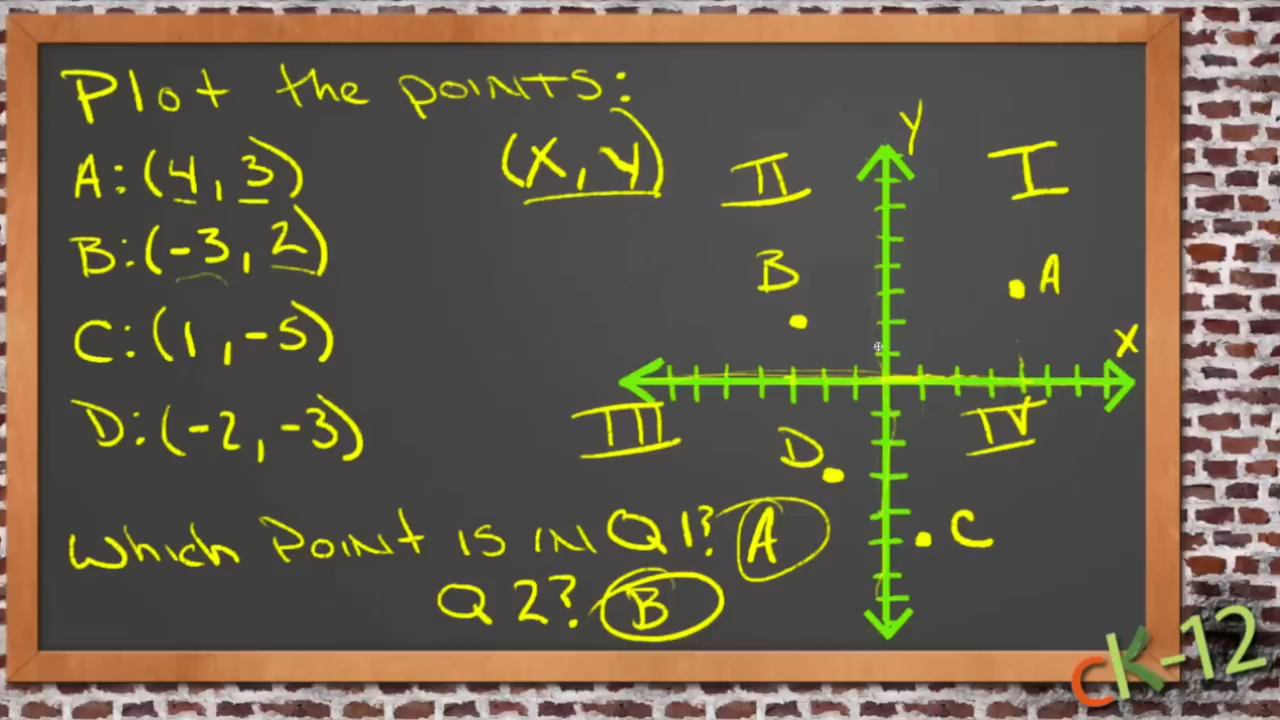 Plot the points:
(x, y)
A: (4, 3)
B: (-3, 2)
C: (1, -5)
D: (-2, -3)
Which Point is in Q1? A
Q2? B
y
II
I
B
A
x
III
IV
D
C
CK-12